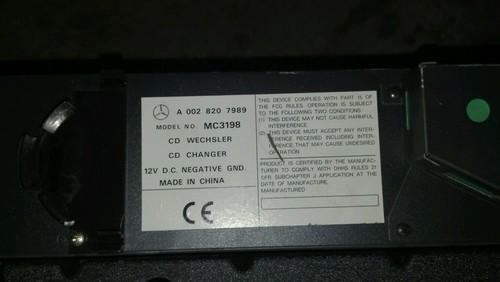 A 002 820 7989
MODEL NO. MC3198
CD WECHSLER
CD CHANGER
12V D.C. NEGATIVE GND.
MADE IN CHINA
CE
THIS DEVICE COMPLIES WITH PART 15 OF
THE FCC RULES. OPERATION IS SUBJECT
TO THE FOLLOWING TWO CONDITIONS.
(1) THIS DEVICE MAY NOT CAUSE HARMFUL
INTERFERENCE.
(2) THIS DEVICE MUST ACCEPT ANY INTER-
FERENCE RECEIVED INCLUDING INTER-
FERENCE THAT MAY CAUSE UNDESIRED
OPERATION
PRODUCT IS CERTIFIED BY THE MANUFAC-
TURER TO COMPLY WITH DHHS RULES 21
CFR SUBCHAPTER J APPLICATION AT THE
DATE OF MANUFACTURE.
MANUFACTURED